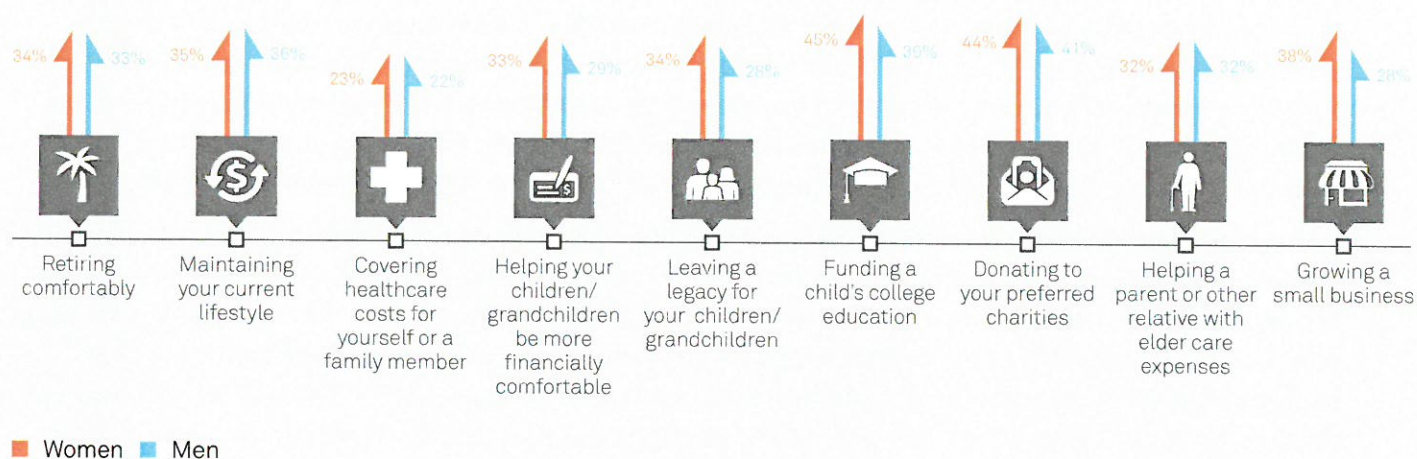 34% 33% 35% 36% 23% 22% 33% 29% 34% 28% 45% 39% 44% 41% 32% 32% 38% 28%
Retiring
comfortably
Maintaining
your current
lifestyle
Covering
healthcare
costs for
yourself or a
family member
Helping your
children/
grandchildren
be more
financially
comfortable
Leaving a
legacy for
your children/
grandchildren
Funding a
child's college
education
Donating to
your preferred
charities
Helping a
parent or other
relative with
elder care
expenses
Growing a
small business
Women Men